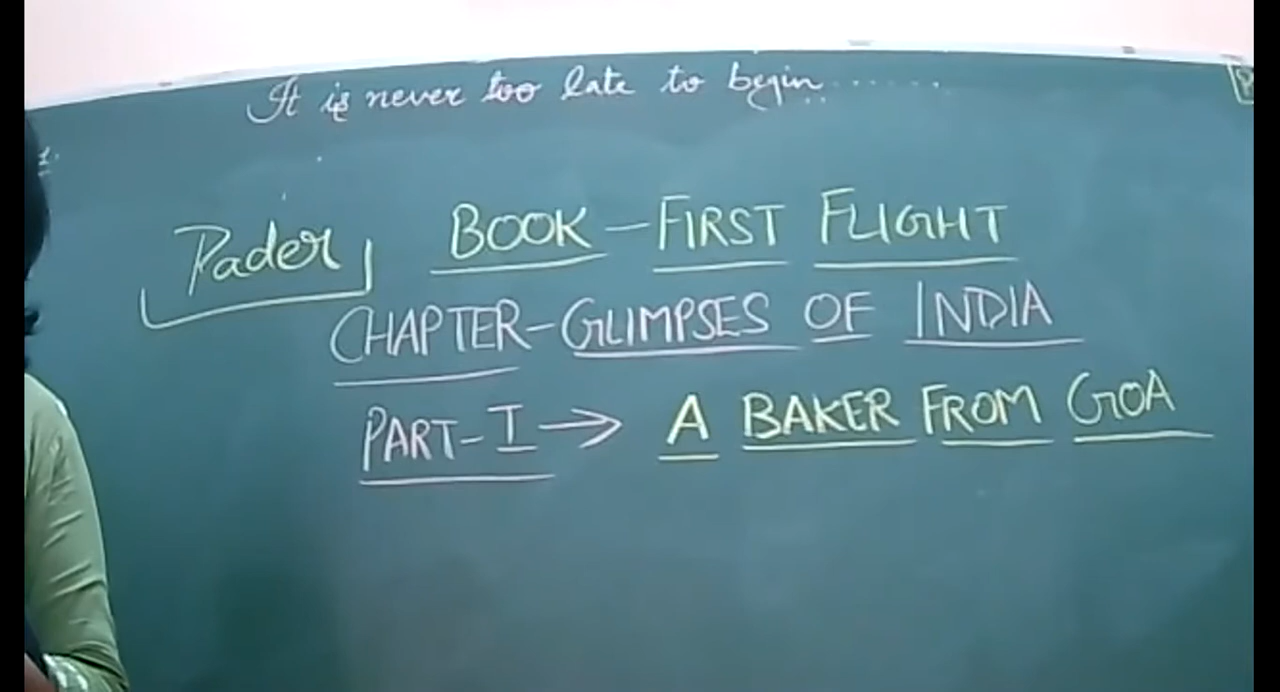 It is never too late to begin..........
1.
Pader BOOK - FIRST FLIGHT
CHAPTER - GLIMPSES OF INDIA
PART - I → A BAKER FROM GOA